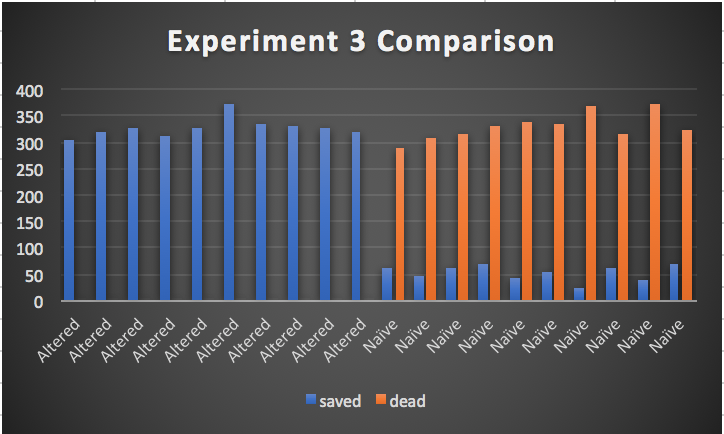 Experiment 3 Comparison
400
350
300
250
200
150
100
50
0
Altered
Altered
Altered
Altered
Altered
Altered
Altered
Altered
Altered
Altered
Naïve
Naïve
Naïve
Naïve
Naïve
Naïve
Naïve
Naïve
Naïve
Naïve
saved dead